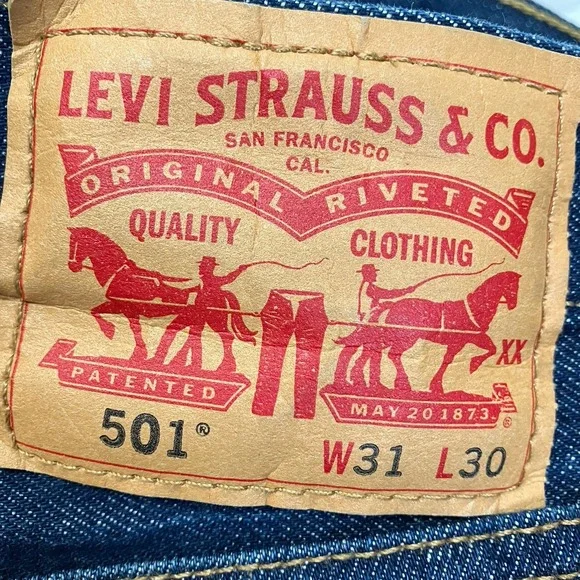 LEVI STRAUSS & CO.
SAN FRANCISCO
CAL.
ORIGINAL RIVETED
QUALITY CLOTHING
XX
PATENTED MAY 20 1873.®
501® W31 L30